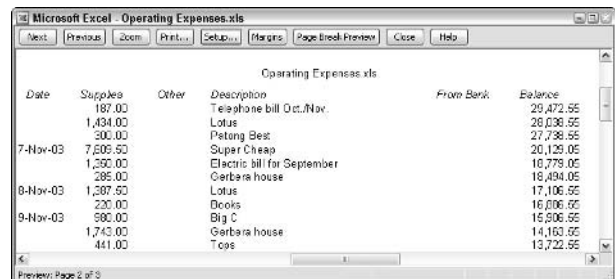 Microsoft Excel - Operating Expenses.xls
Next Previous Zoom Print... Setup... Margins Page Break Preview Close Help
Operating Expenses.xls
Date Supplies Other Description From Bank Balance
187.00 Telephone bill Oct./Nov. 29,472.55
1,434.00 Lotus 28,038.55
300.00 Patong Best 27,738.55
7-Nov-03 7,609.50 Super Cheap 20,129.05
1,350.00 Electric bill for September 18,779.05
285.00 Gerbera house 18,494.05
8-Nov-03 1,387.50 Lotus 17,106.55
220.00 Books 16,886.55
9-Nov-03 980.00 Big C 15,906.55
1,743.00 Gerbera house 14,163.55
441.00 Tops 13,722.55
Preview: Page 2 of 3